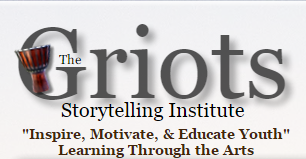 The
Griots
Storytelling Institute
"Inspire, Motivate, & Educate Youth"
Learning Through the Arts